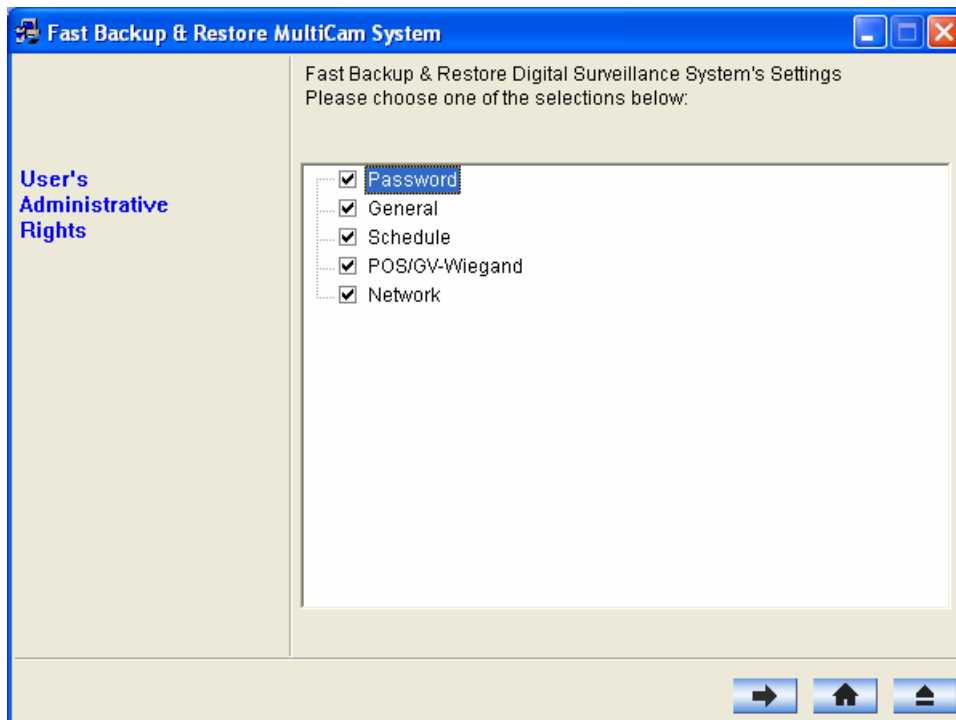 Fast Backup & Restore MultiCam System
Fast Backup & Restore Digital Surveillance System's Settings
Please choose one of the selections below:
User's
Administrative
Rights
Password
General
Schedule
POS/GV-Wiegand
Network